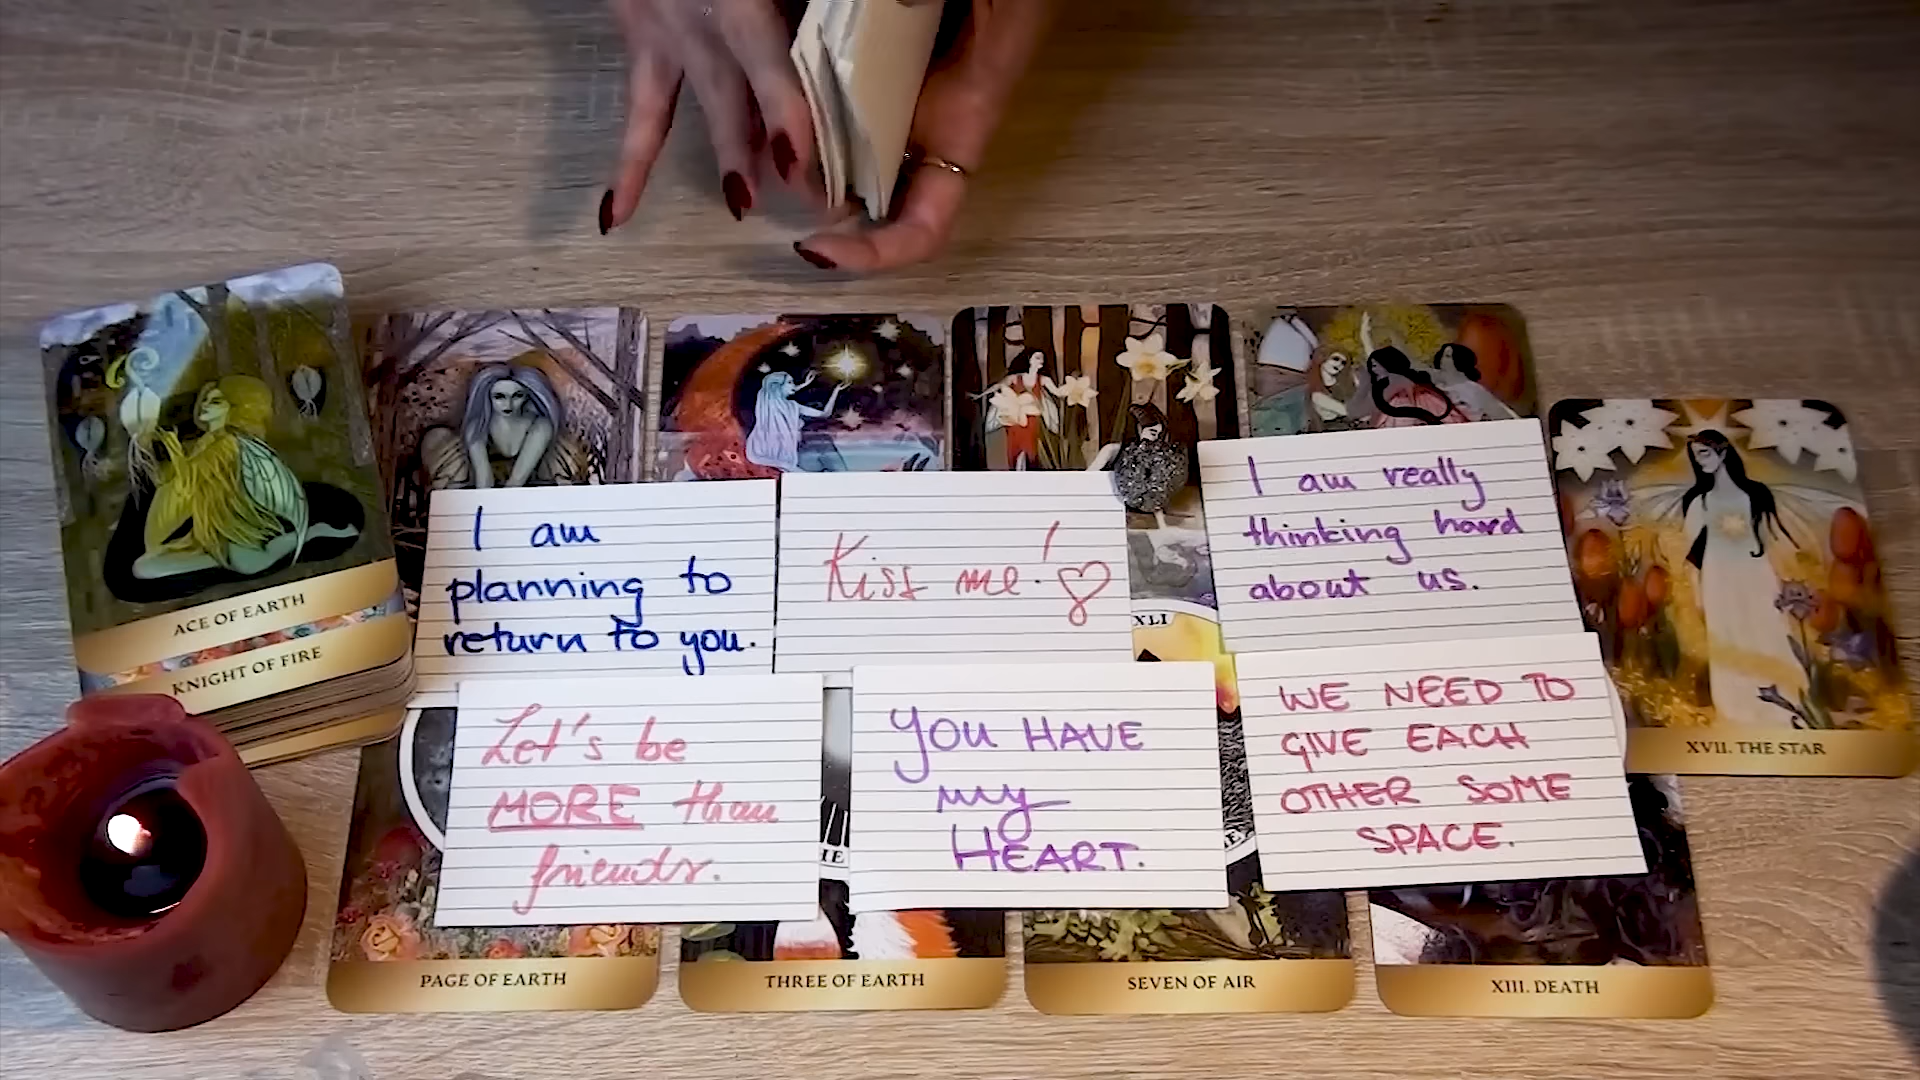 ACE OF EARTH
KNIGHT OF FIRE
I am
planning to
return to you.
Kiss me! ♡
XLI
I am really
thinking hard
about us.
XVII. THE STAR
Let's be
MORE than
friends.
YOU HAVE
my
HEART.
WE NEED TO
GIVE EACH
OTHER SOME
SPACE.
PAGE OF EARTH
THREE OF EARTH
SEVEN OF AIR
XIII. DEATH